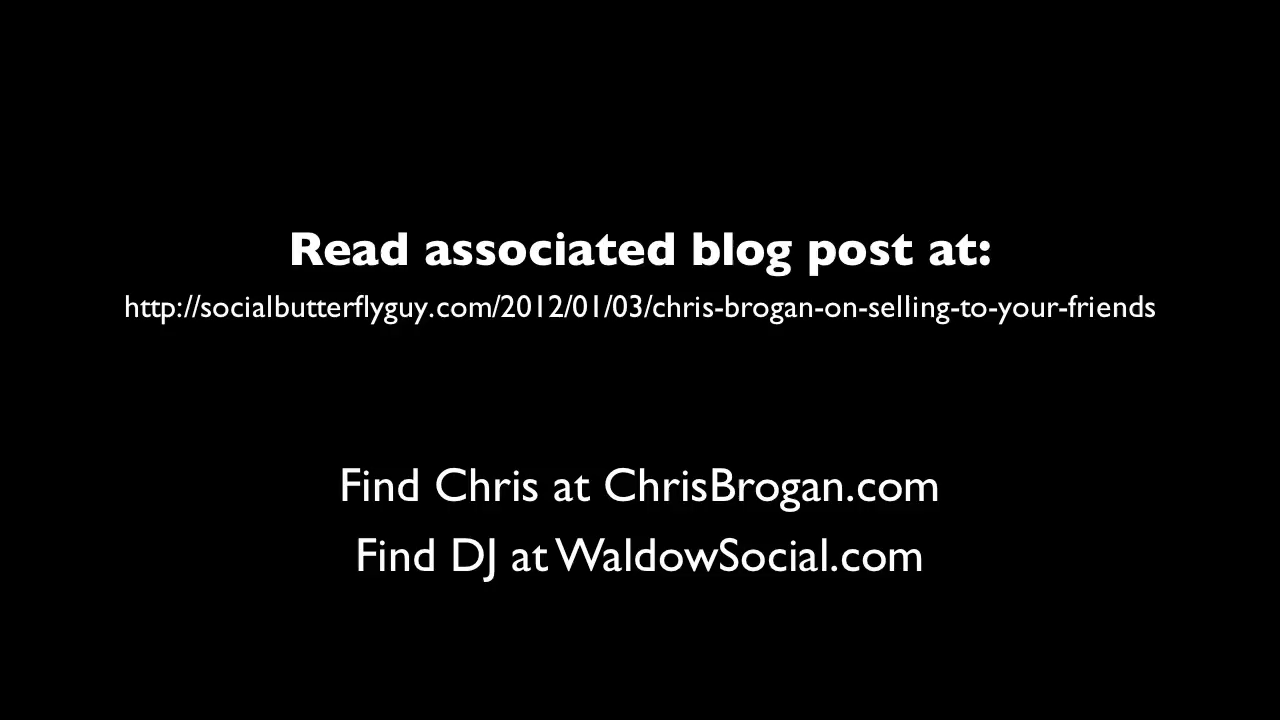 Read associated blog post at:
http://socialbutterflyguy.com/2012/01/03/chris-brogan-on-selling-to-your-friends
Find Chris at ChrisBrogan.com
Find DJ at WaldowSocial.com